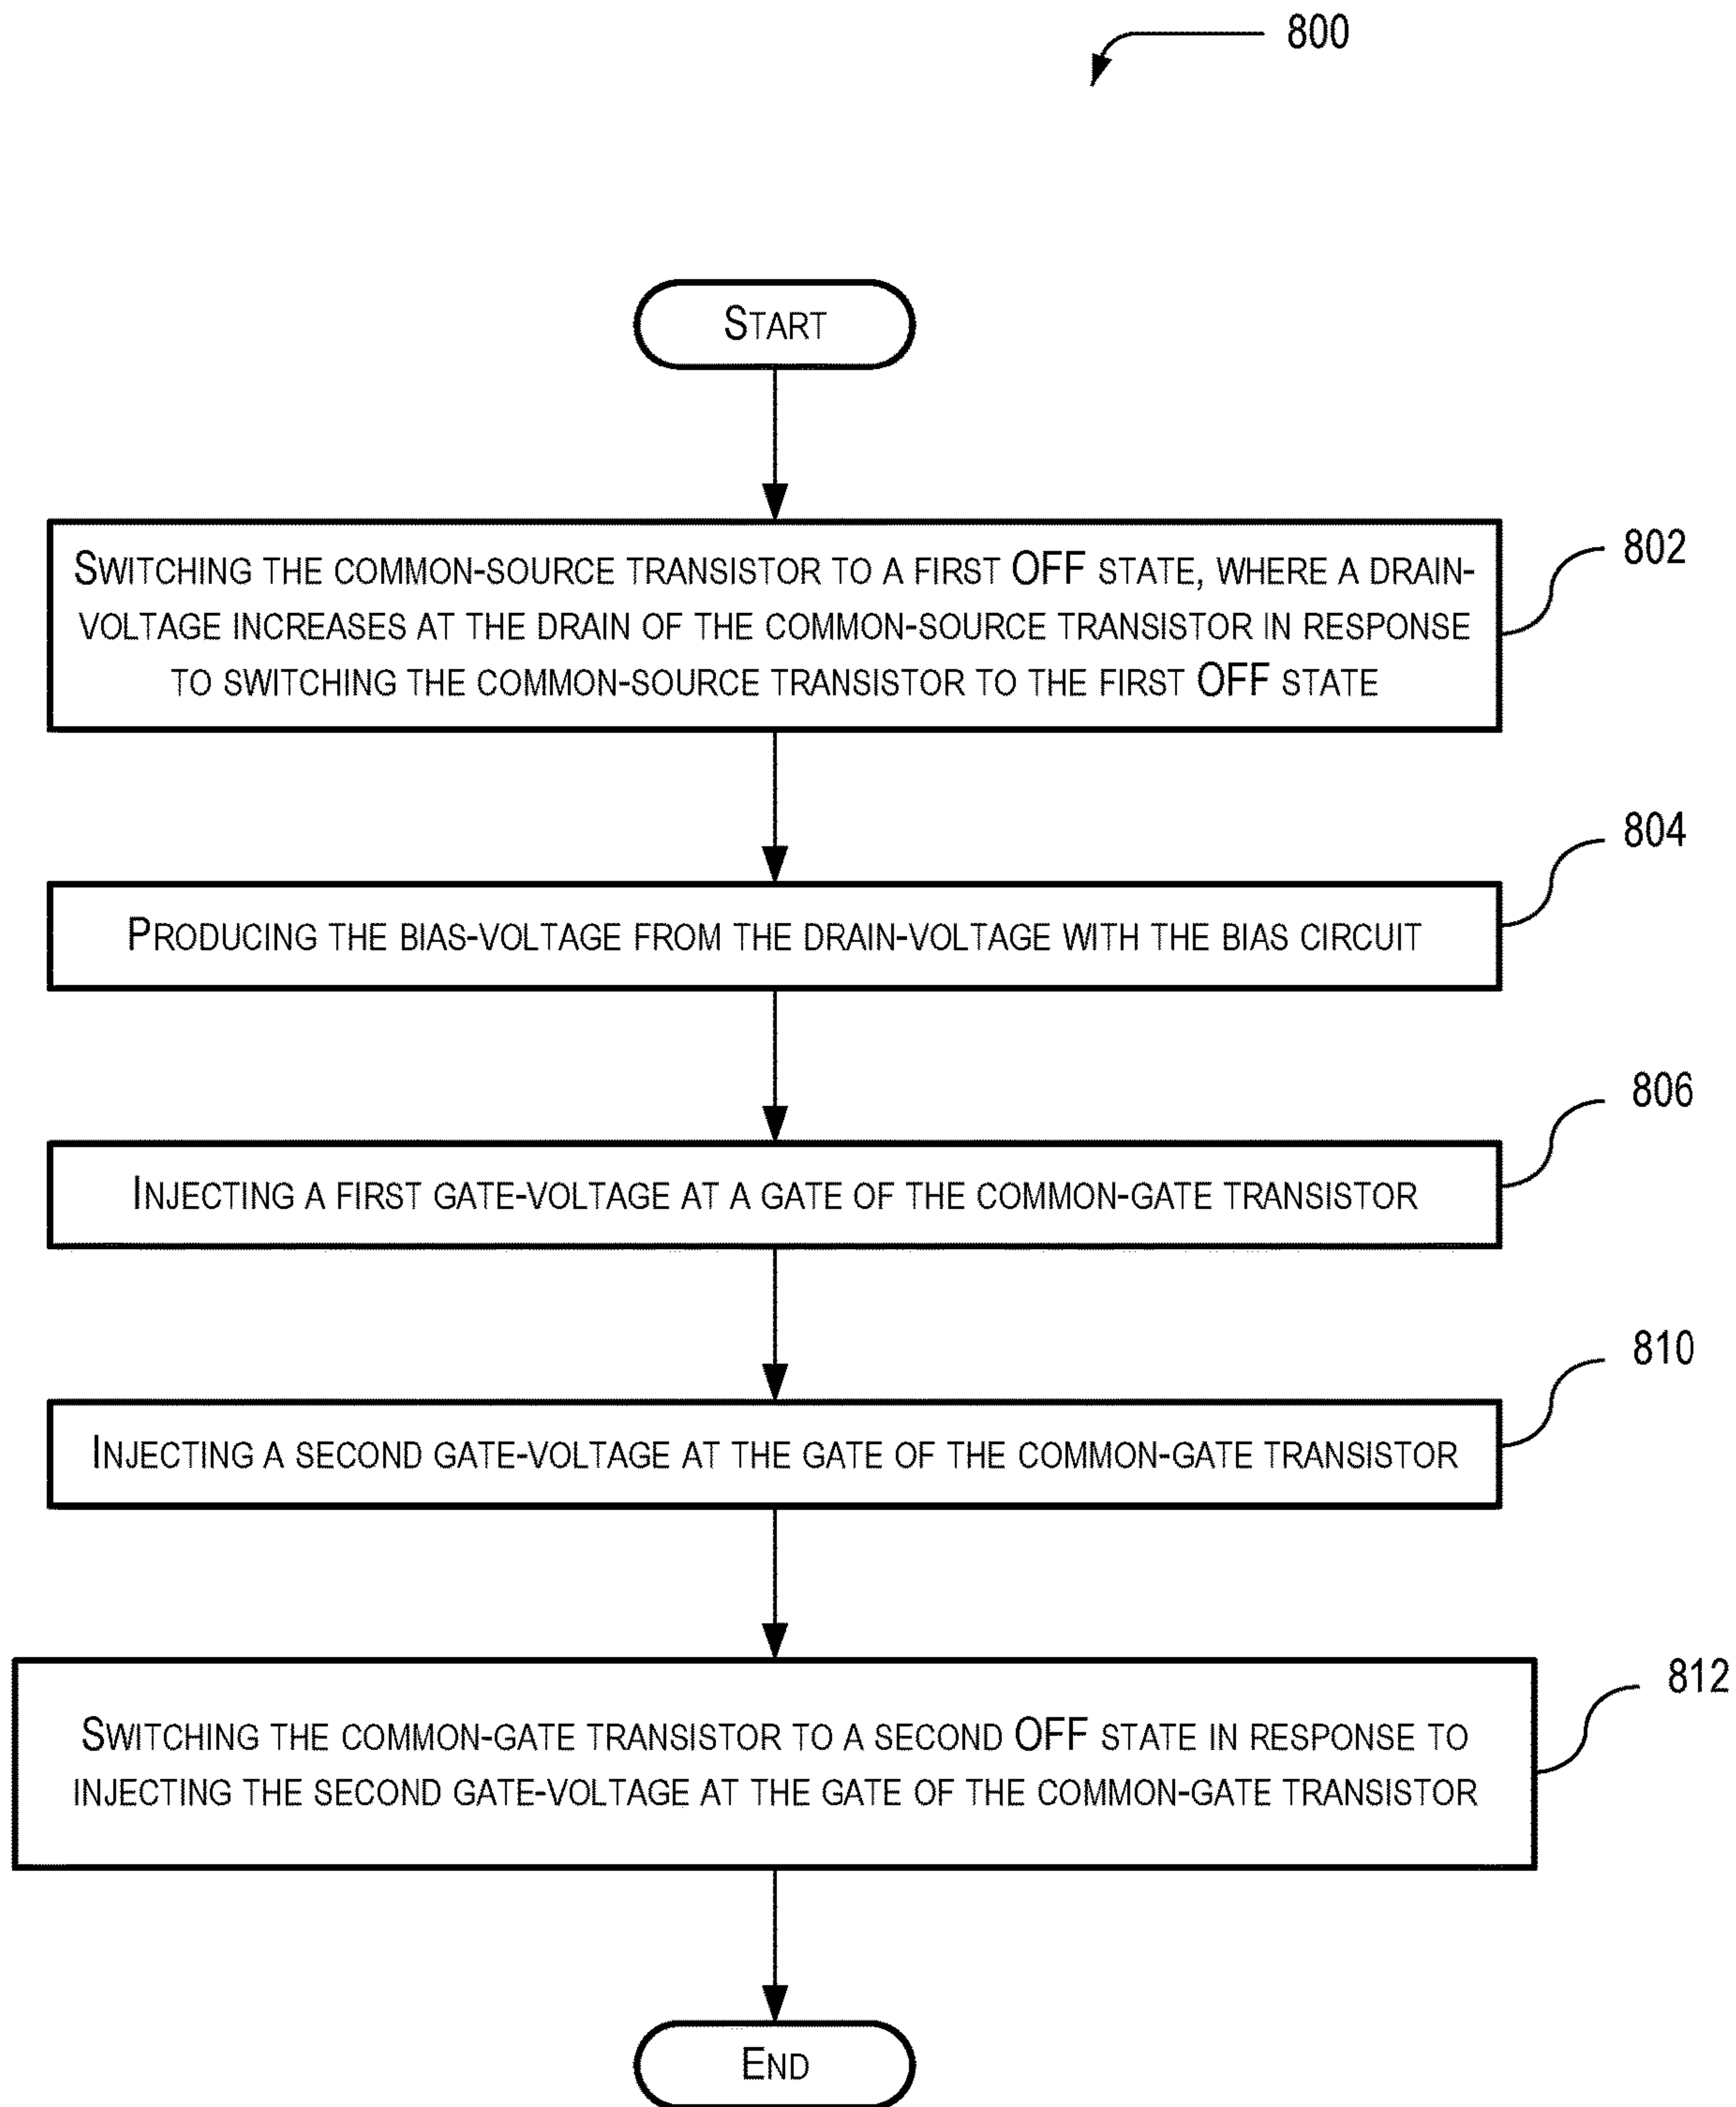 800
START
SWITCHING THE COMMON-SOURCE TRANSISTOR TO A FIRST OFF STATE, WHERE A DRAIN-
VOLTAGE INCREASES AT THE DRAIN OF THE COMMON-SOURCE TRANSISTOR IN RESPONSE
TO SWITCHING THE COMMON-SOURCE TRANSISTOR TO THE FIRST OFF STATE
802
PRODUCING THE BIAS-VOLTAGE FROM THE DRAIN-VOLTAGE WITH THE BIAS CIRCUIT
804
INJECTING A FIRST GATE-VOLTAGE AT A GATE OF THE COMMON-GATE TRANSISTOR
806
INJECTING A SECOND GATE-VOLTAGE AT THE GATE OF THE COMMON-GATE TRANSISTOR
810
SWITCHING THE COMMON-GATE TRANSISTOR TO A SECOND OFF STATE IN RESPONSE TO
INJECTING THE SECOND GATE-VOLTAGE AT THE GATE OF THE COMMON-GATE TRANSISTOR
812
END